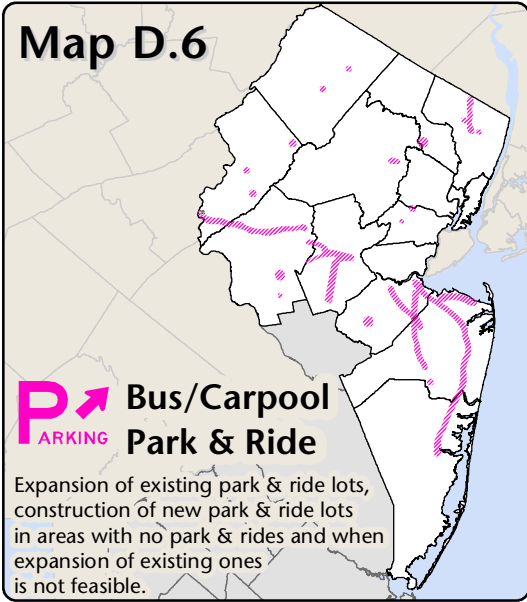 Map D.6
PARKING
Bus/Carpool
Park & Ride
Expansion of existing park & ride lots,
construction of new park & ride lots
in areas with no park & rides and when
expansion of existing ones
is not feasible.